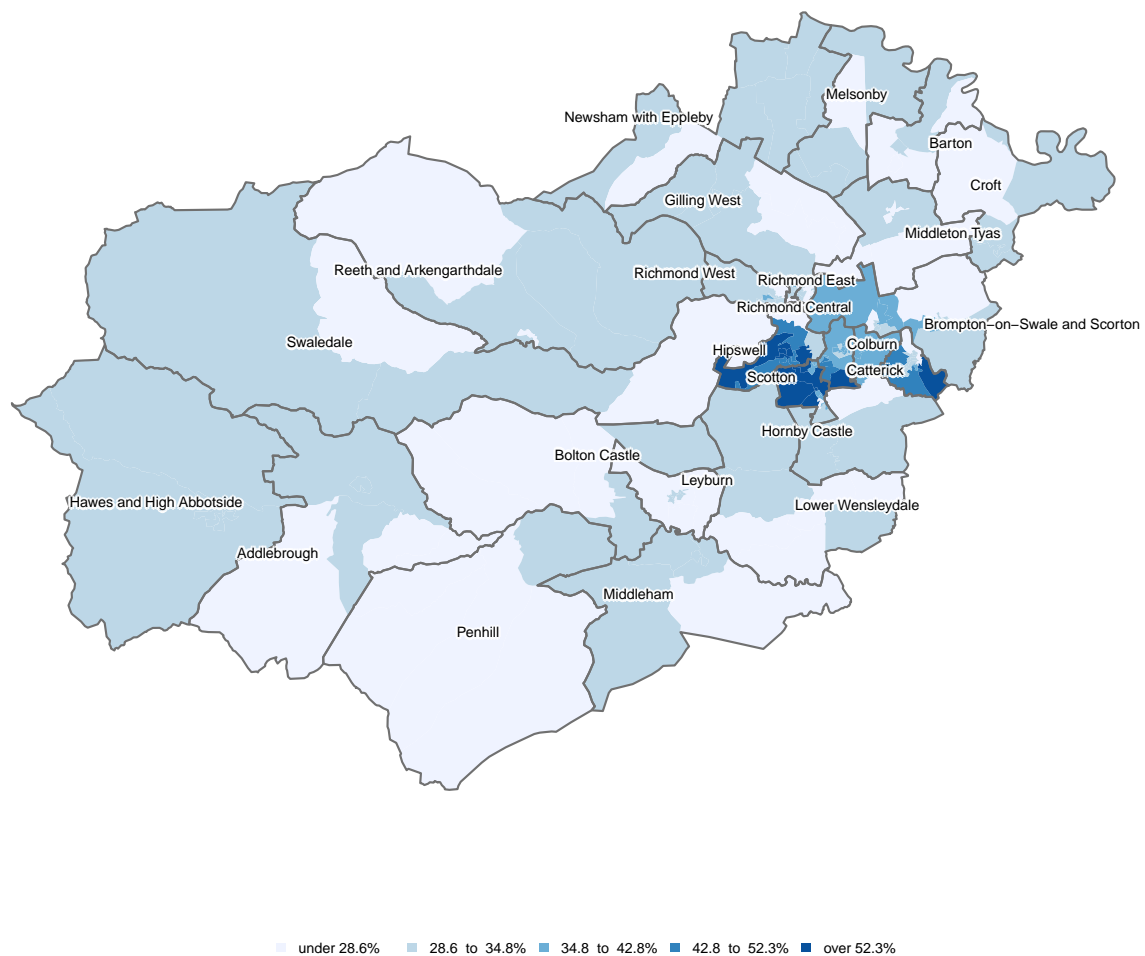 Melsonby
Newsham with Eppleby
Barton
Croft
Gilling West
Middleton Tyas
Reeth and Arkengarthdale
Richmond West
Richmond East
Richmond Central
Brompton−on−Swale and Scorton
Swaledale
Hipswell
Colburn
Scotton
Catterick
Hornby Castle
Bolton Castle
Leyburn
Hawes and High Abbotside
Lower Wensleydale
Addlebrough
Middleham
Penhill
under 28.6% 28.6 to 34.8% 34.8 to 42.8% 42.8 to 52.3% over 52.3%